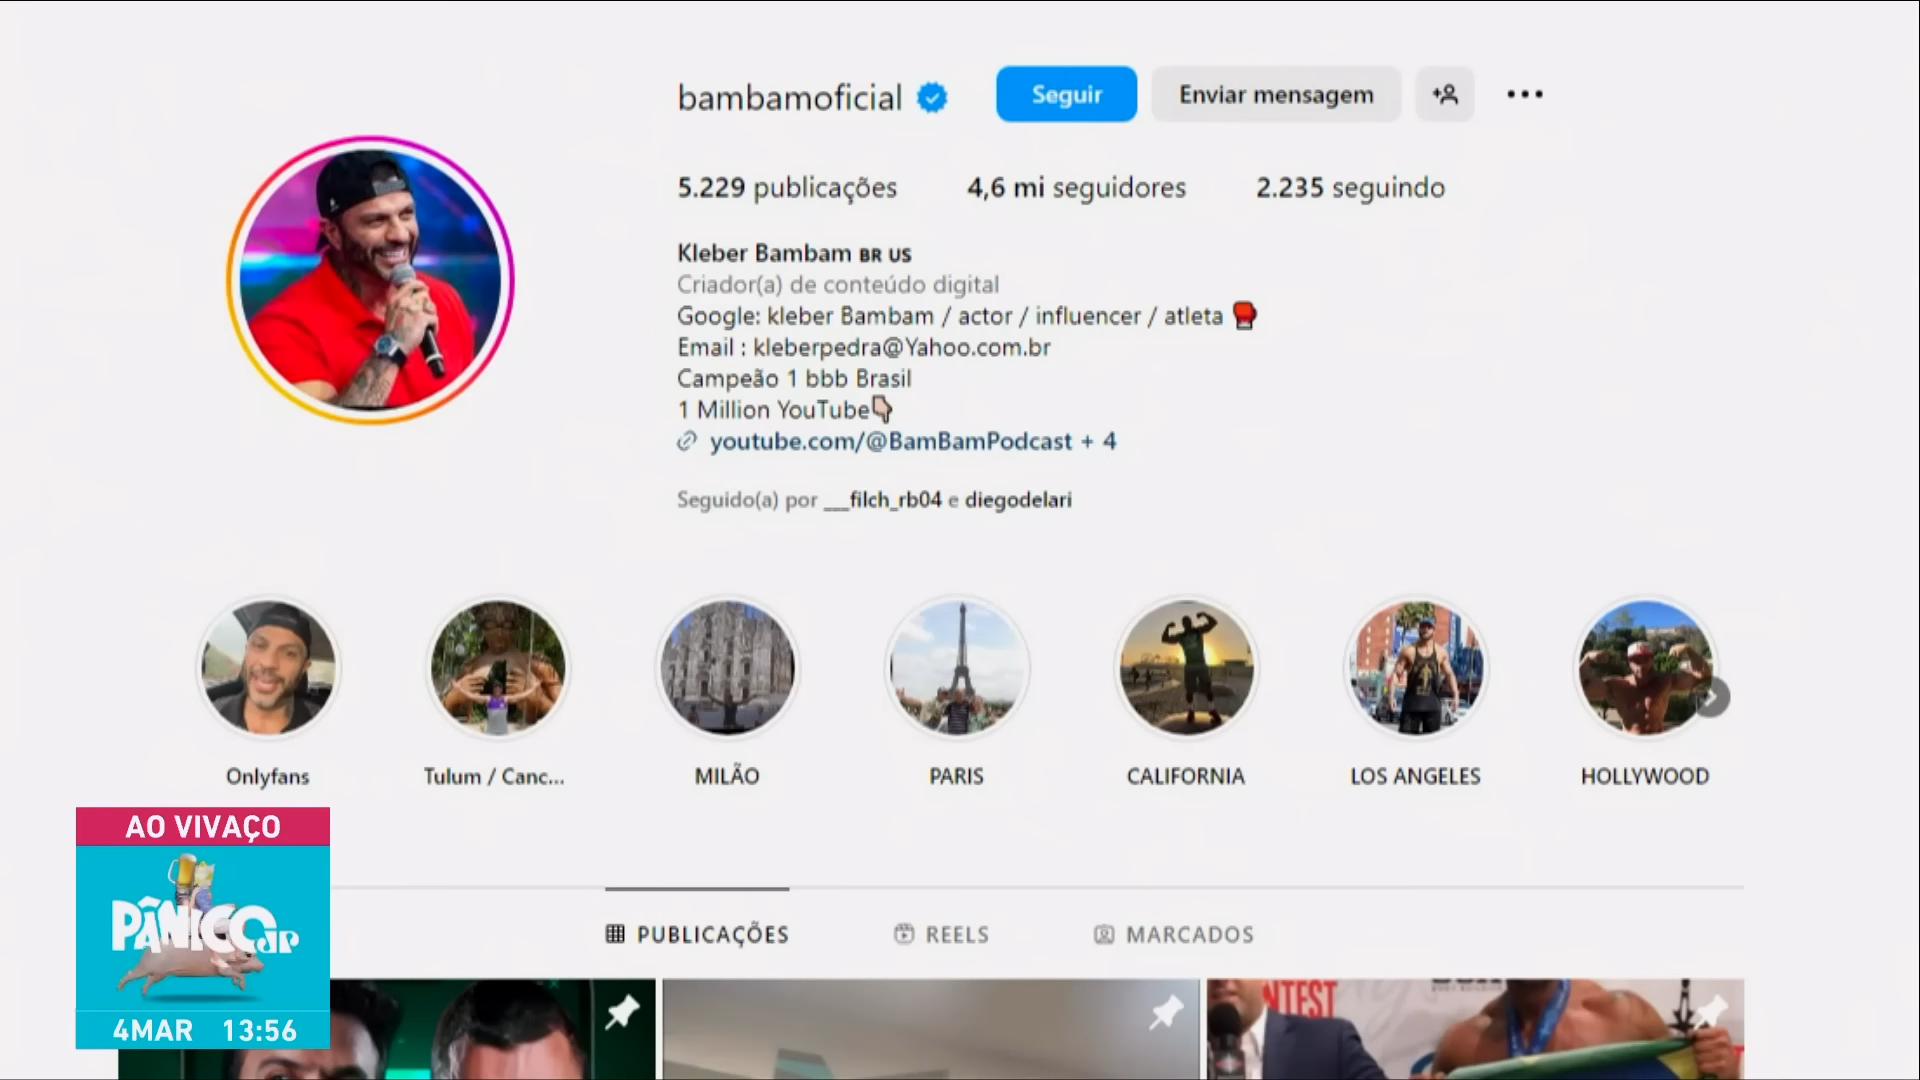 bambamoficial
Seguir
Enviar mensagem
5.229 publicações
4,6 mi seguidores
2.235 seguindo
Kleber Bambam BR US
Criador(a) de conteúdo digital
Google: kleber Bambam / actor / influencer / atleta
Email : kleberpedra@Yahoo.com.br
Campeão 1 bbb Brasil
1 Million YouTube
youtube.com/@BamBamPodcast + 4
Seguido(a) por ___filch_rb04 e diegodelari
Onlyfans
Tulum / Canc...
MILÃO
PARIS
CALIFORNIA
LOS ANGELES
HOLLYWOOD
AO VIVAÇO
PÂNICO JP
4MAR 13:56
PUBLICAÇÕES
REELS
MARCADOS
NTEST